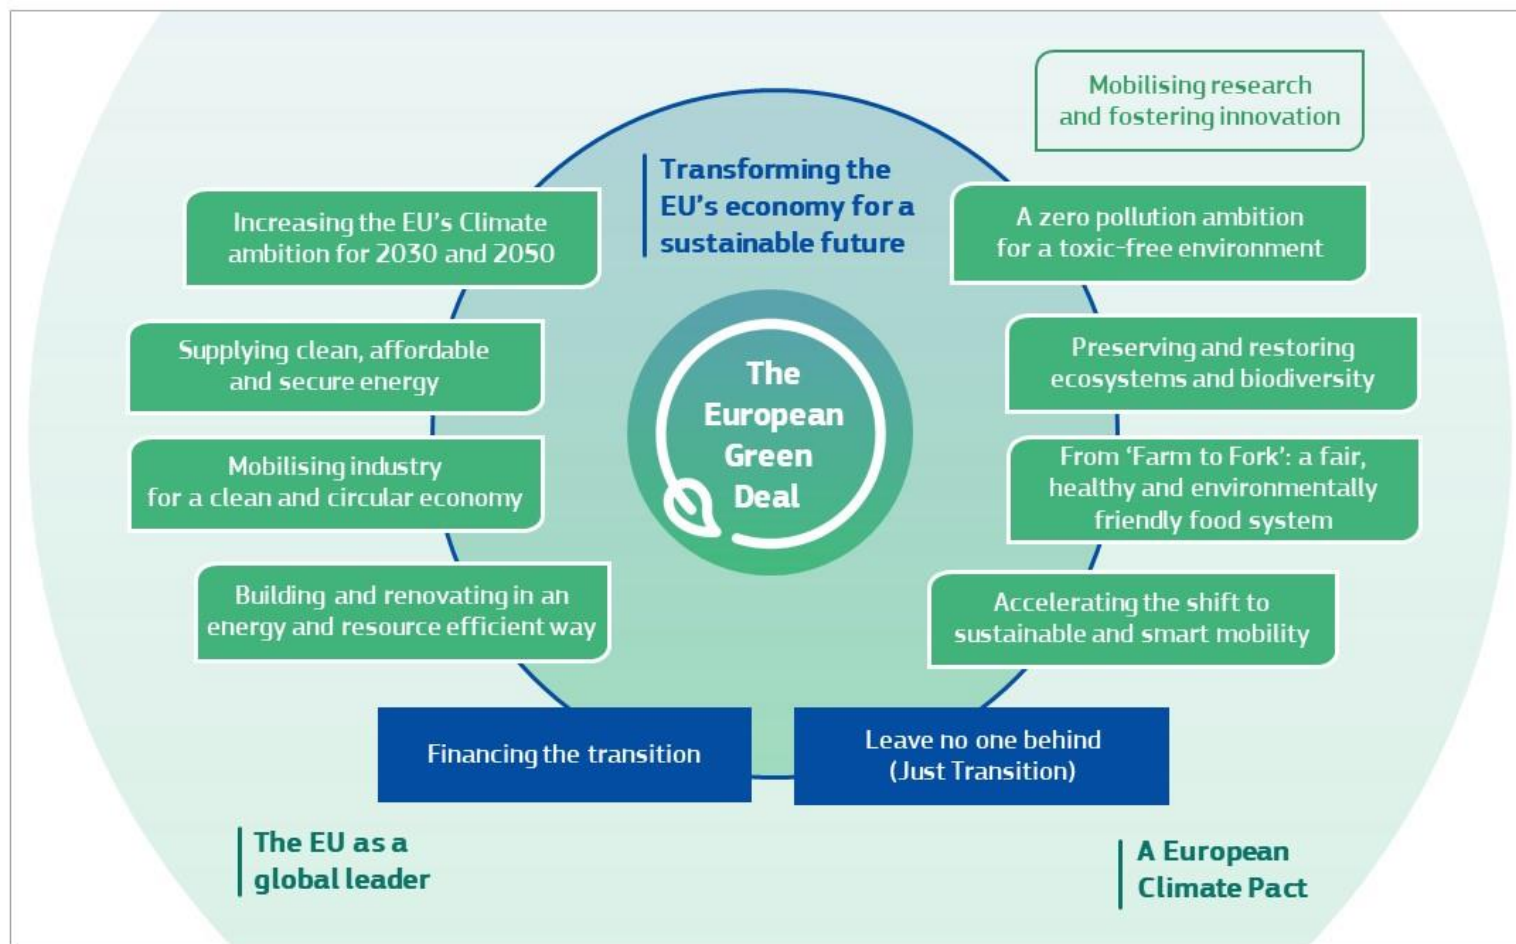 Mobilising research
and fostering innovation
Transforming the
EU's economy for a
sustainable future
Increasing the EU's Climate
ambition for 2030 and 2050
A zero pollution ambition
for a toxic-free environment
Supplying clean, affordable
and secure energy
Preserving and restoring
ecosystems and biodiversity
The
European
Green
Deal
Mobilising industry
for a clean and circular economy
From ‘Farm to Fork’: a fair,
healthy and environmentally
friendly food system
Building and renovating in an
energy and resource efficient way
Accelerating the shift to
sustainable and smart mobility
Financing the transition
Leave no one behind
(Just Transition)
The EU as a
global leader
A European
Climate Pact